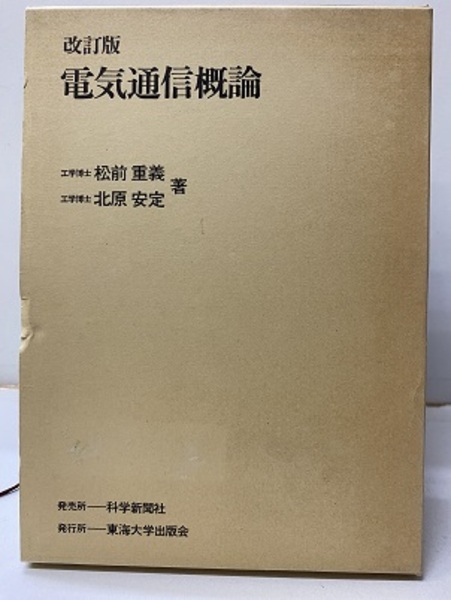 改訂版
電気通信概論
工学博士 松前 重義
工学博士 北原 安定 著
発売所──科学新聞社
発行所──東海大学出版会